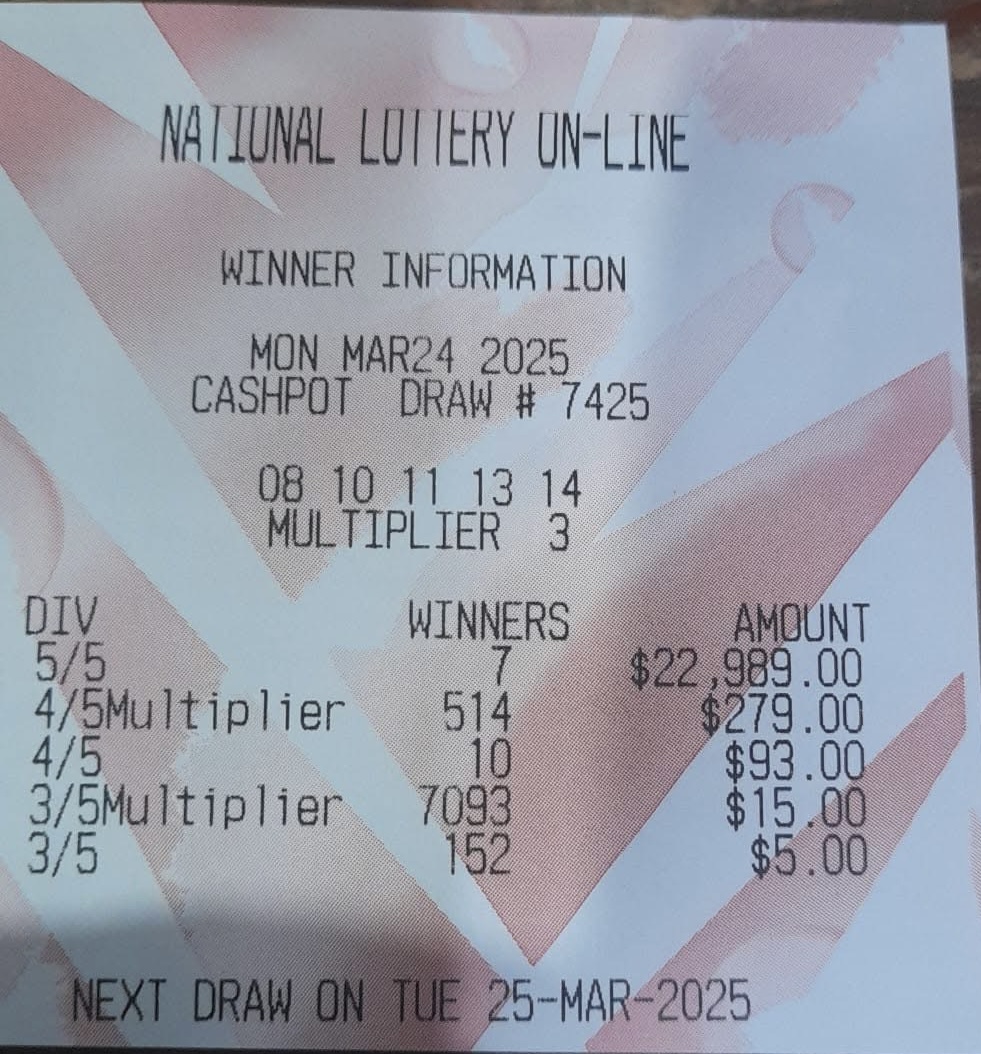 NATIONAL LOTTERY ON-LINE
WINNER INFORMATION
MON MAR24 2025
CASHPOT DRAW # 7425
08 10 11 13 14
MULTIPLIER 3
DIV WINNERS AMOUNT
5/5 7 $22,989.00
4/5Multiplier 514 $279.00
4/5 10 $93.00
3/5Multiplier 7093 $15.00
3/5 152 $5.00
NEXT DRAW ON TUE 25-MAR-2025